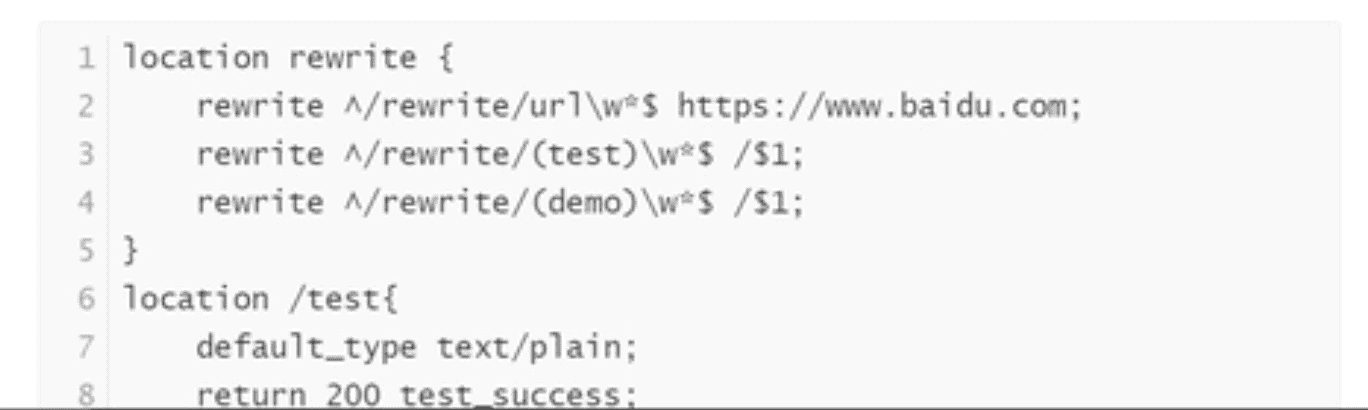 1 location rewrite {
2 rewrite ^/rewrite/url\w*$ https://www.baidu.com;
3 rewrite ^/rewrite/(test)\w*$ /$1;
4 rewrite ^/rewrite/(demo)\w*$ /$1;
5 }
6 location /test{
7 default_type text/plain;
8 return 200 test_success;